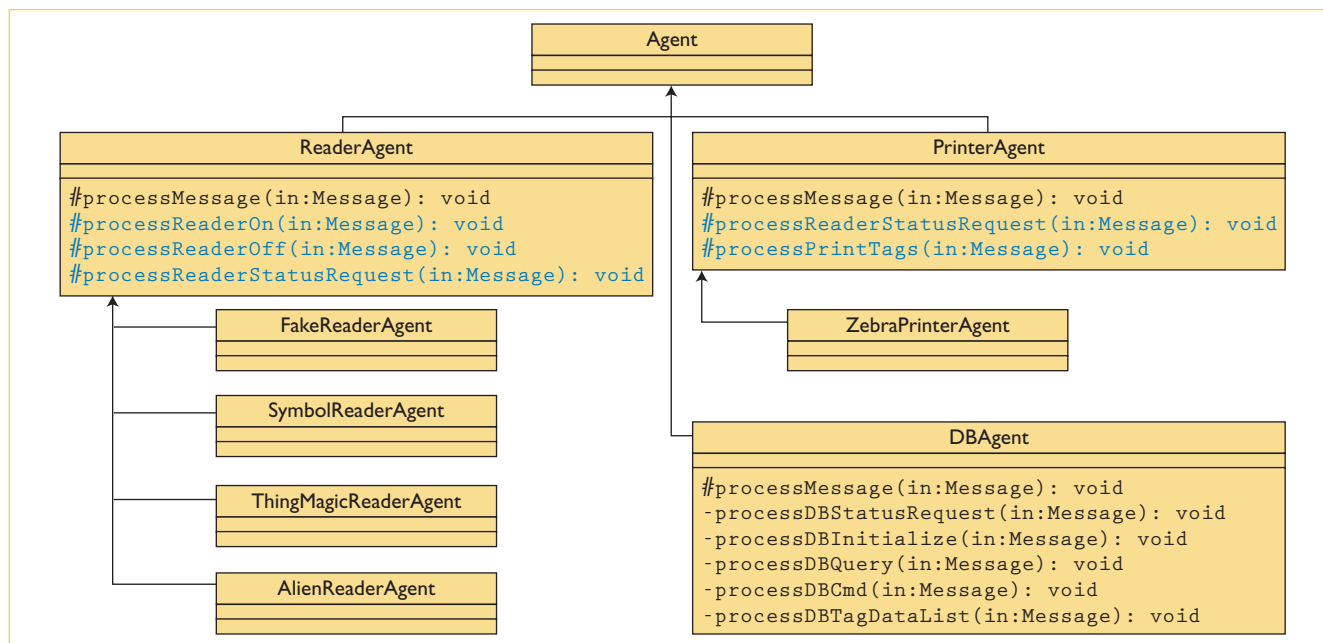 Agent
ReaderAgent
#processMessage(in:Message): void
#processReaderOn(in:Message): void
#processReaderOff(in:Message): void
#processReaderStatusRequest(in:Message): void
PrinterAgent
#processMessage(in:Message): void
#processReaderStatusRequest(in:Message): void
#processPrintTags(in:Message): void
FakeReaderAgent
SymbolReaderAgent
ThingMagicReaderAgent
AlienReaderAgent
ZebraPrinterAgent
DBAgent
#processMessage(in:Message): void
-processDBStatusRequest(in:Message): void
-processDBInitialize(in:Message): void
-processDBQuery(in:Message): void
-processDBCmd(in:Message): void
-processDBTagDataList(in:Message): void